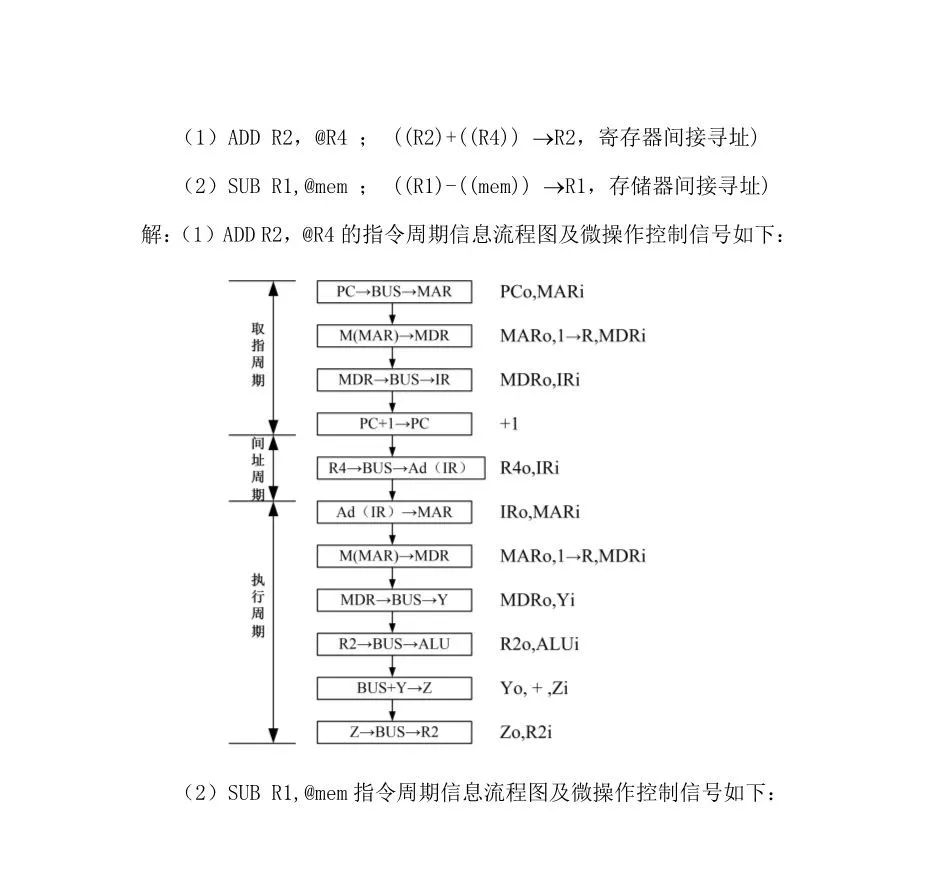 （1）ADD R2，@R4 ； ((R2)+((R4)) →R2，寄存器间接寻址)
（2）SUB R1,@mem ； ((R1)-((mem)) →R1，存储器间接寻址)
解：（1）ADD R2，@R4 的指令周期信息流程图及微操作控制信号如下：
取指周期
PC→BUS→MAR PCo,MARi
M(MAR)→MDR MARo,1→R,MDRi
MDR→BUS→IR MDRo,IRi
PC+1→PC +1
间址周期
R4→BUS→Ad（IR） R4o,IRi
执行周期
Ad（IR）→MAR IRo,MARi
M(MAR)→MDR MARo,1→R,MDRi
MDR→BUS→Y MDRo,Yi
R2→BUS→ALU R2o,ALUi
BUS+Y→Z Yo, + ,Zi
Z→BUS→R2 Zo,R2i
（2）SUB R1,@mem 指令周期信息流程图及微操作控制信号如下：